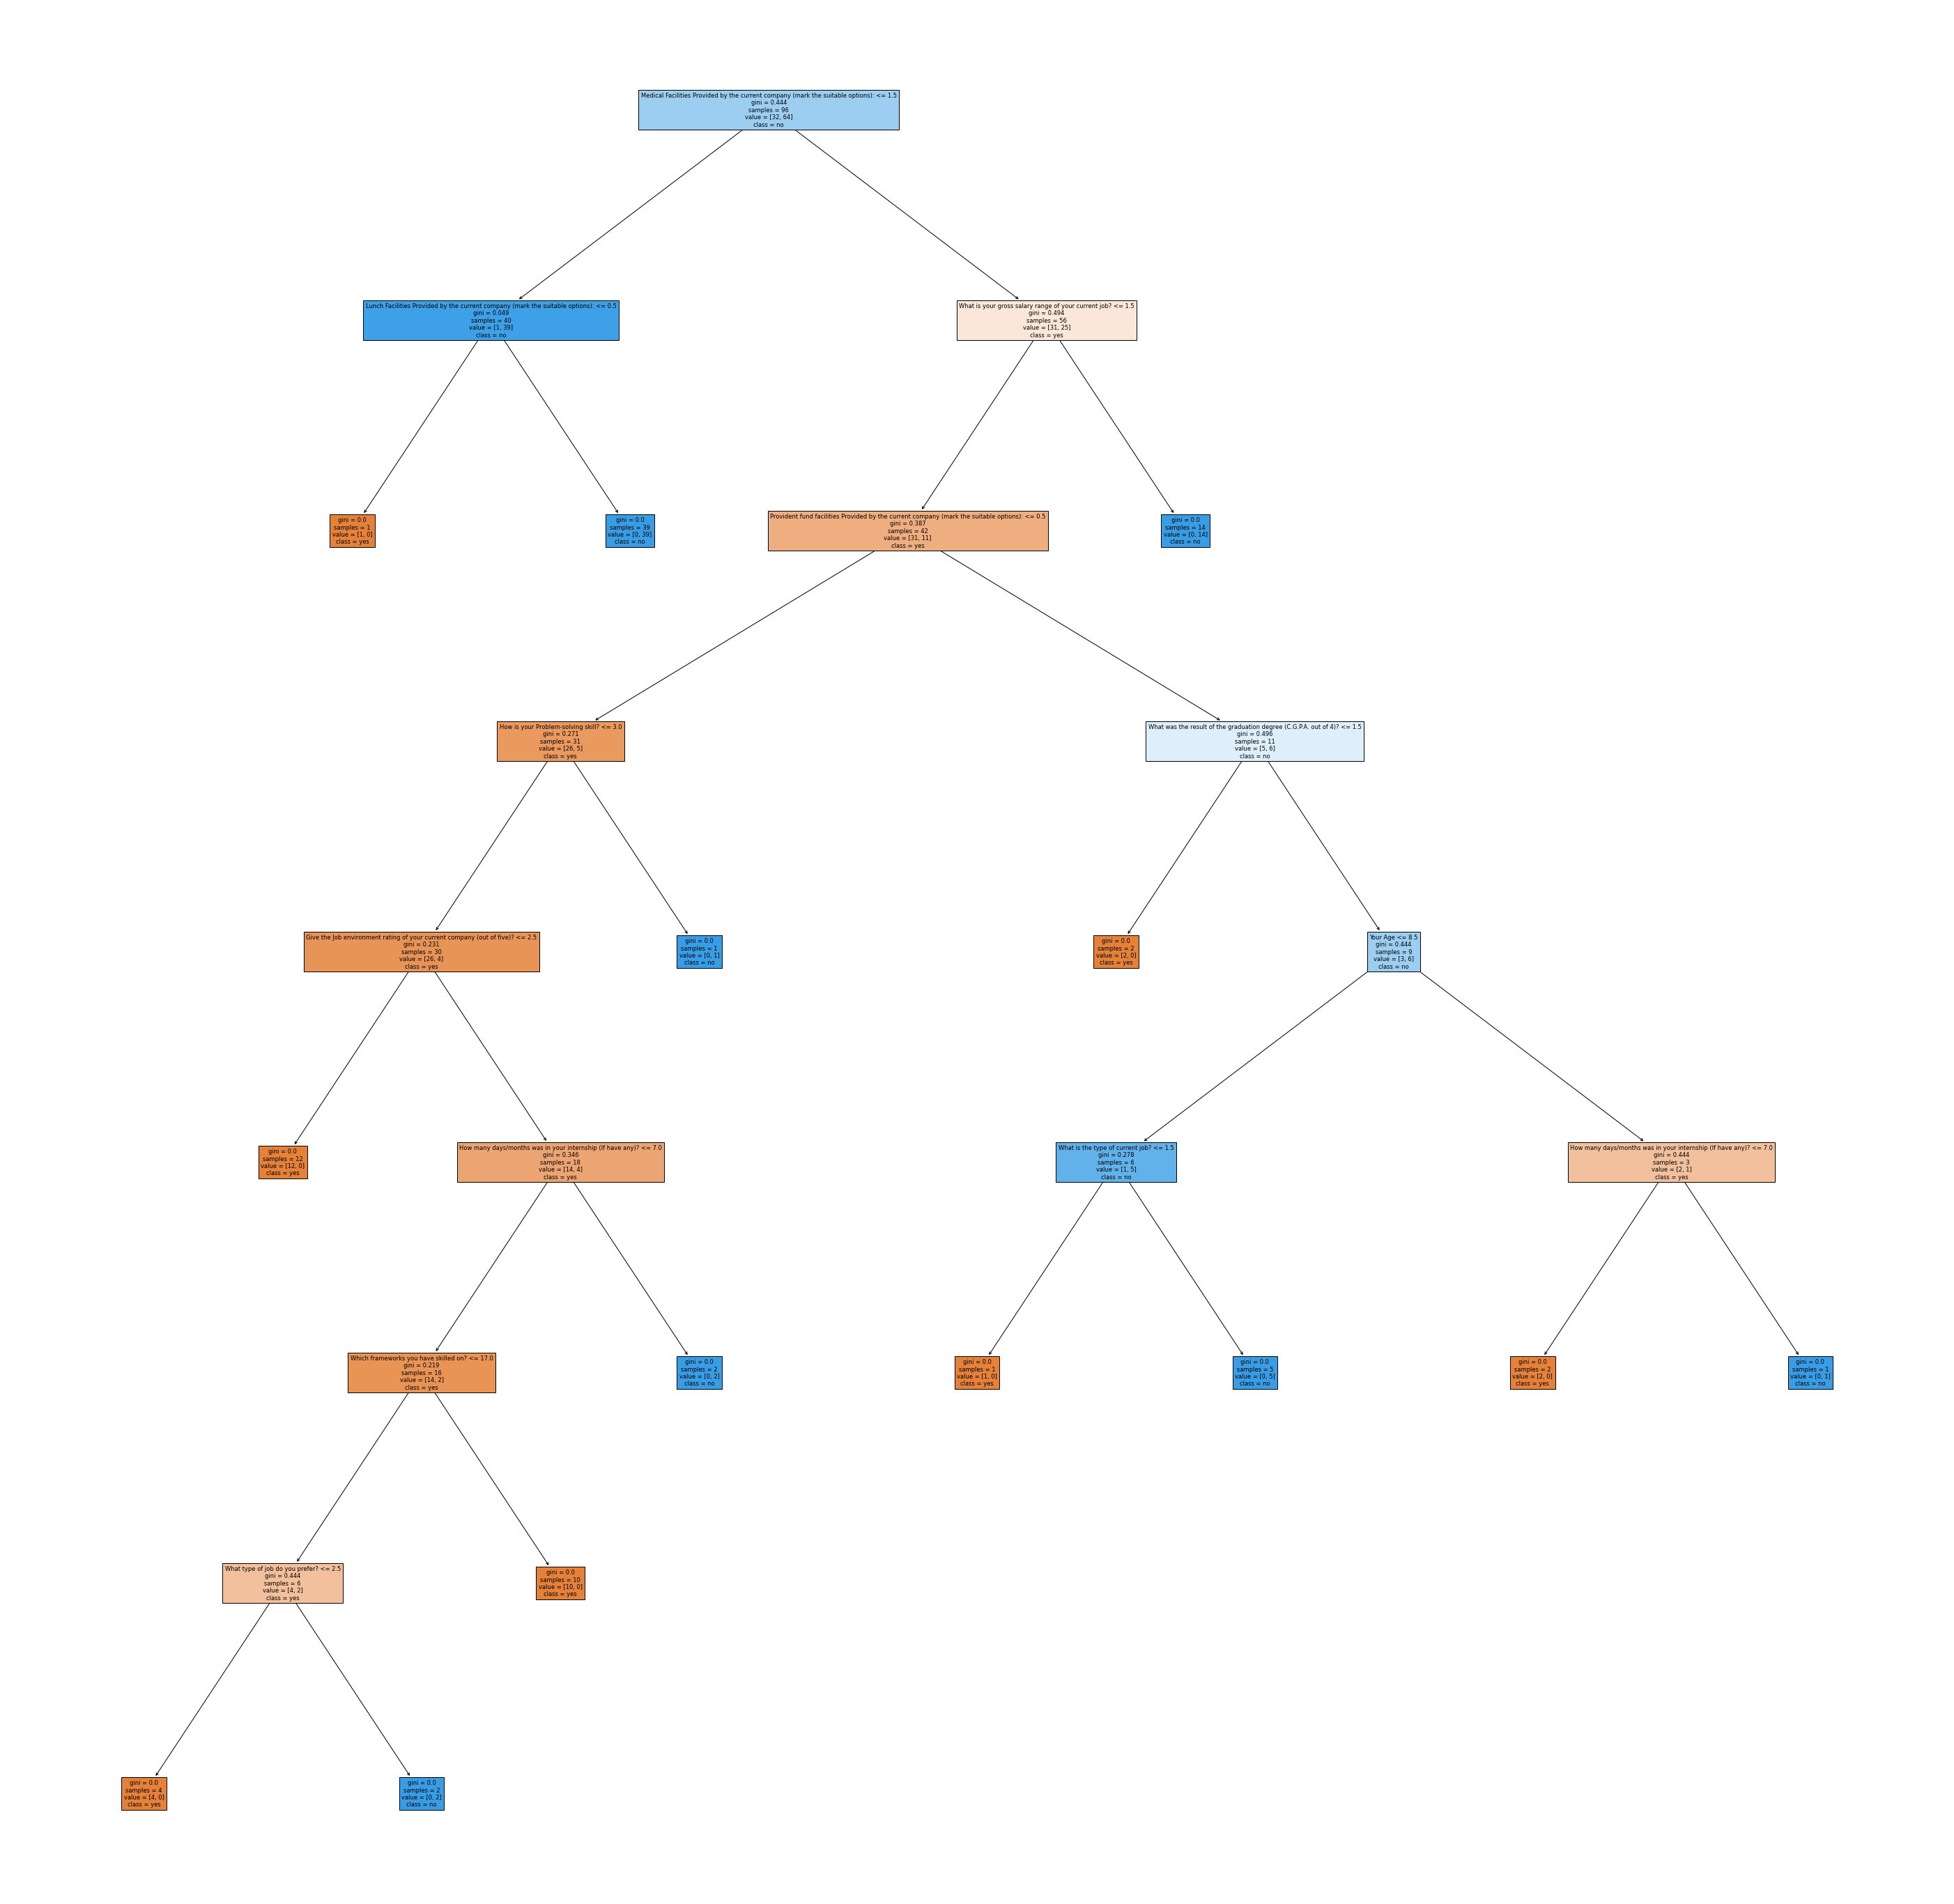 Medical Facilities Provided by the current company (mark the suitable options): <= 1.5
gini = 0.444
samples = 96
value = [32, 64]
class = no
Lunch Facilities Provided by the current company (mark the suitable options): <= 0.5
gini = 0.049
samples = 40
value = [1, 39]
class = no
What is your gross salary range of your current job? <= 1.5
gini = 0.494
samples = 56
value = [31, 25]
class = yes
gini = 0.0
samples = 1
value = [1, 0]
class = yes
gini = 0.0
samples = 39
value = [0, 39]
class = no
Provident fund facilities Provided by the current company (mark the suitable options): <= 0.5
gini = 0.387
samples = 42
value = [31, 11]
class = yes
gini = 0.0
samples = 14
value = [0, 14]
class = no
How is your Problem-solving skill? <= 3.0
gini = 0.271
samples = 31
value = [26, 5]
class = yes
What was the result of the graduation degree (C.G.P.A. out of 4)? <= 1.5
gini = 0.496
samples = 11
value = [5, 6]
class = no
Give the Job environment rating of your current company (out of five)? <= 2.5
gini = 0.231
samples = 30
value = [26, 4]
class = yes
gini = 0.0
samples = 1
value = [0, 1]
class = no
gini = 0.0
samples = 2
value = [2, 0]
class = yes
Your Age <= 8.5
gini = 0.444
samples = 9
value = [3, 6]
class = no
gini = 0.0
samples = 12
value = [12, 0]
class = yes
How many days/months was in your internship (If have any)? <= 7.0
gini = 0.346
samples = 18
value = [14, 4]
class = yes
What is the type of current job? <= 1.5
gini = 0.278
samples = 6
value = [1, 5]
class = no
How many days/months was in your internship (If have any)? <= 7.0
gini = 0.444
samples = 3
value = [2, 1]
class = yes
Which frameworks you have skilled on? <= 17.0
gini = 0.219
samples = 16
value = [14, 2]
class = yes
gini = 0.0
samples = 2
value = [0, 2]
class = no
gini = 0.0
samples = 1
value = [1, 0]
class = yes
gini = 0.0
samples = 5
value = [0, 5]
class = no
gini = 0.0
samples = 2
value = [2, 0]
class = yes
gini = 0.0
samples = 1
value = [0, 1]
class = no
What type of job do you prefer? <= 2.5
gini = 0.444
samples = 6
value = [4, 2]
class = yes
gini = 0.0
samples = 10
value = [10, 0]
class = yes
gini = 0.0
samples = 4
value = [4, 0]
class = yes
gini = 0.0
samples = 2
value = [0, 2]
class = no